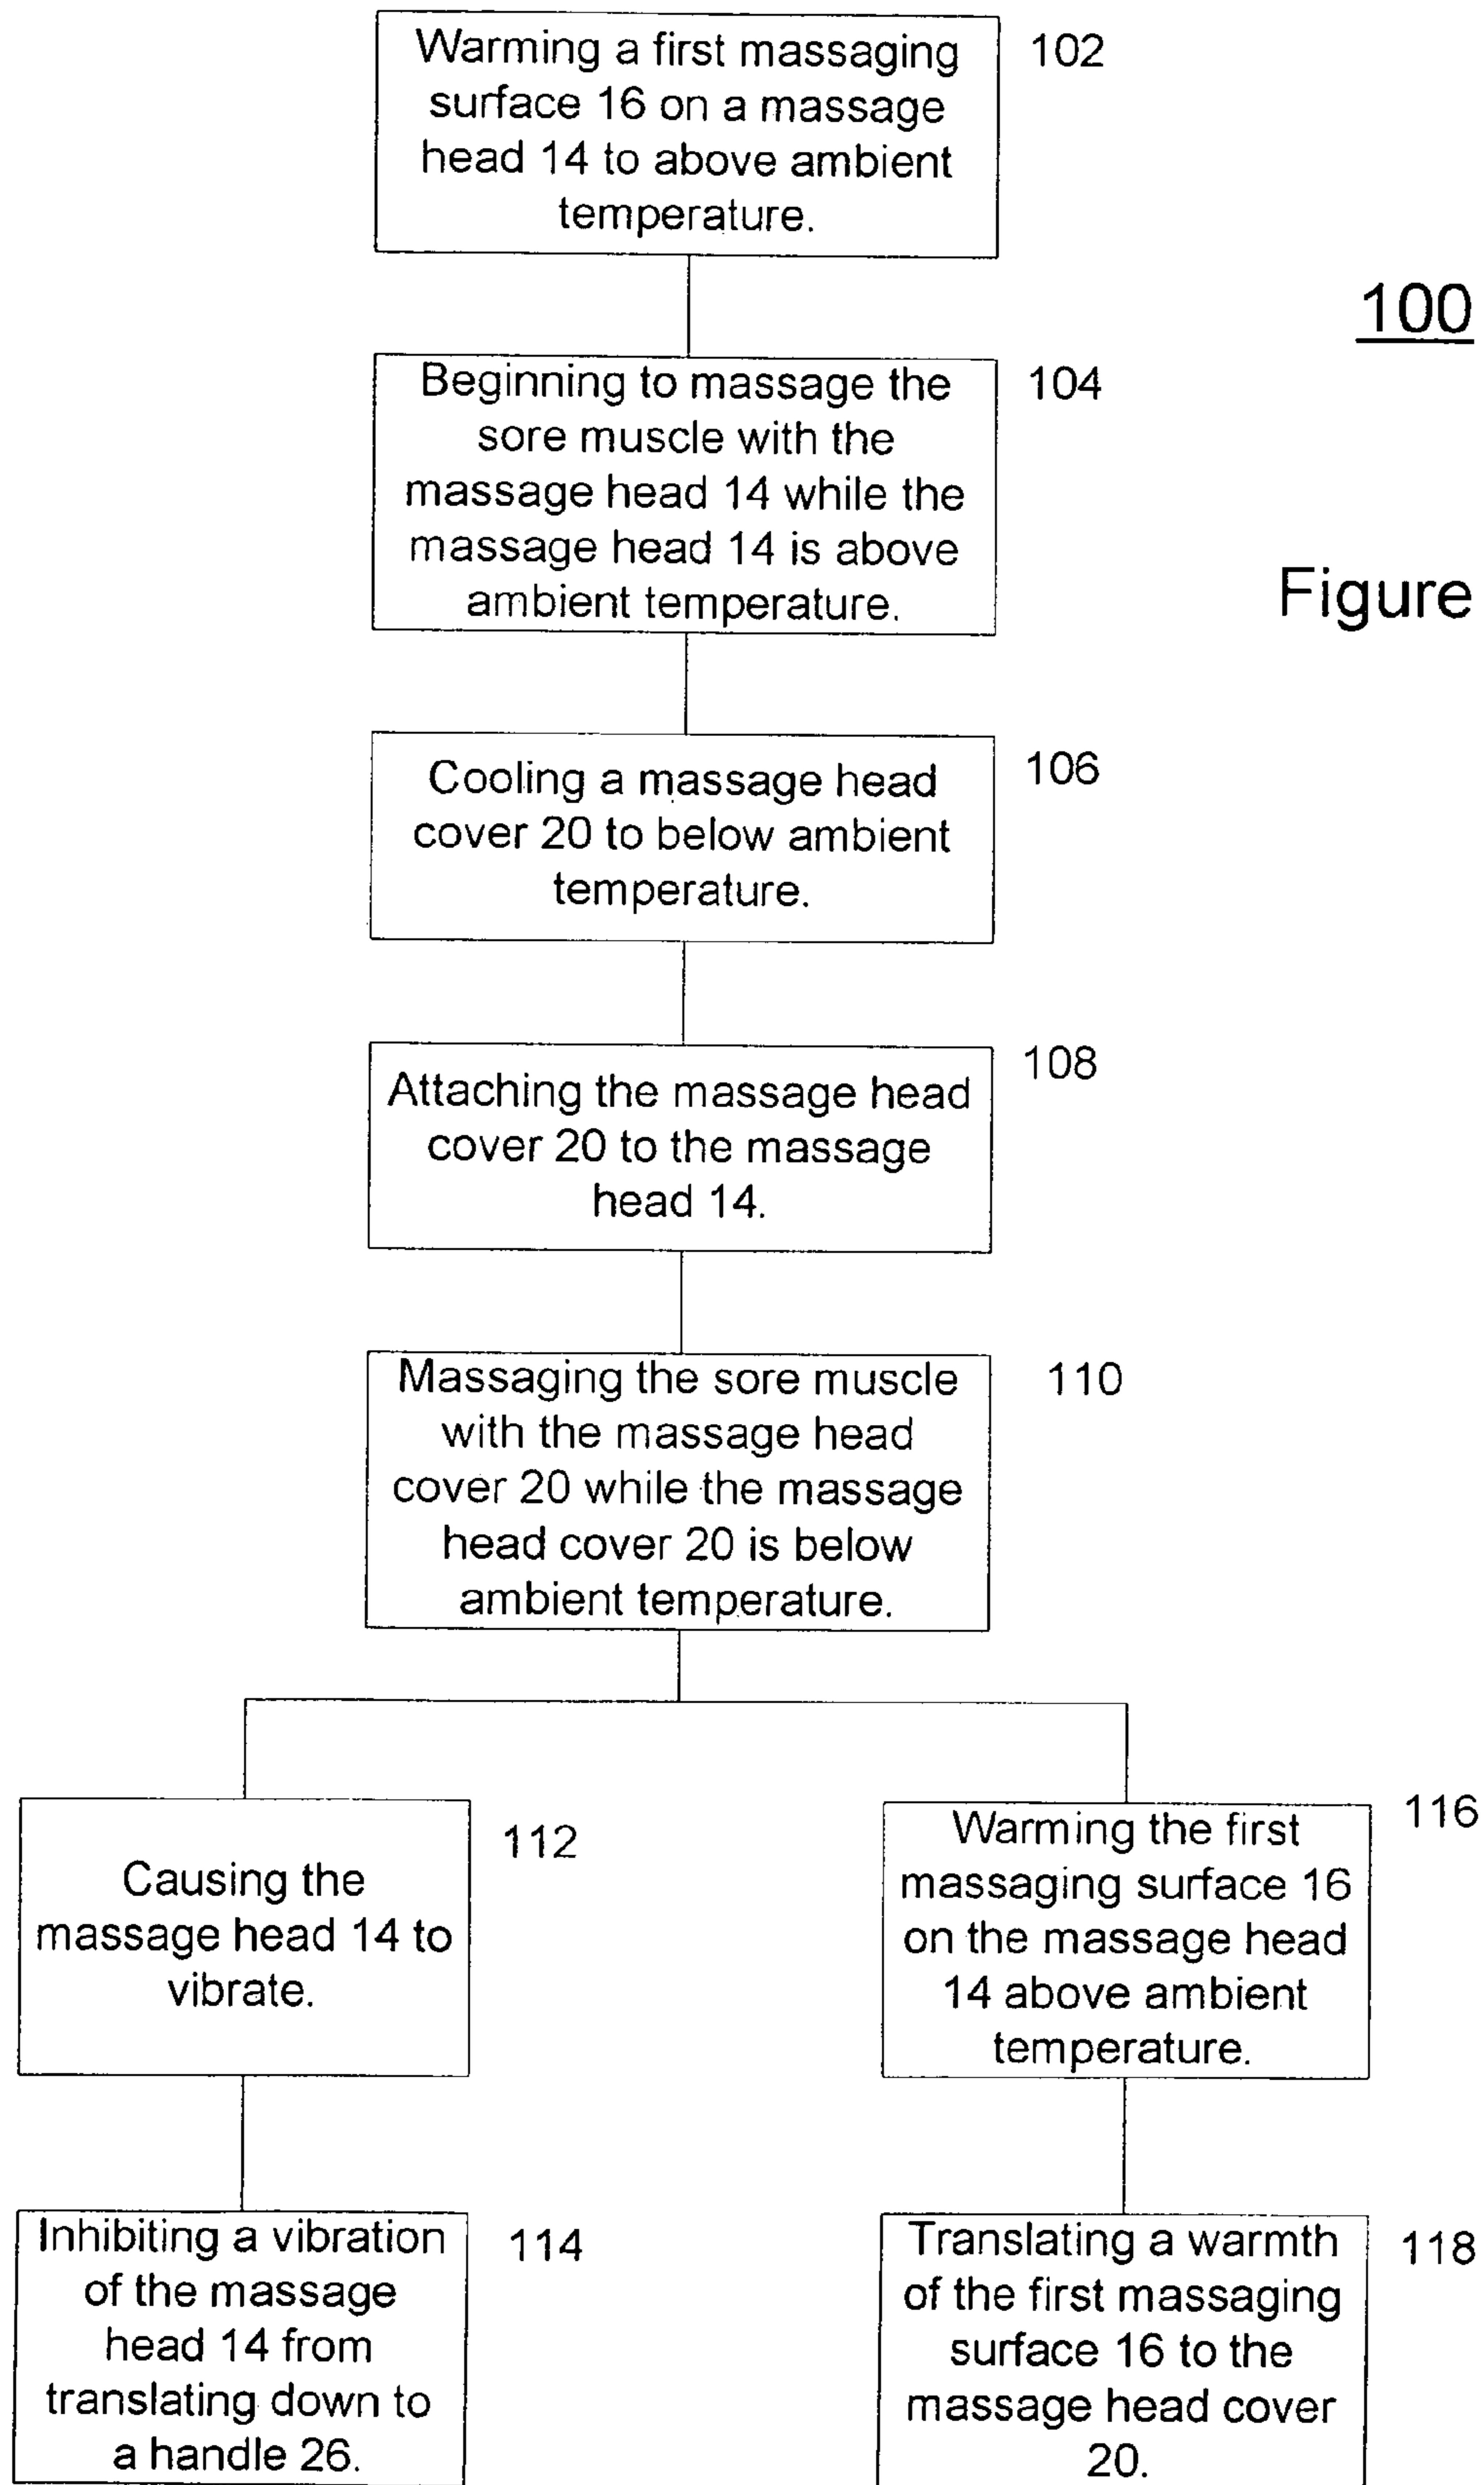 Warming a first massaging
surface 16 on a massage
head 14 to above ambient
temperature.
102
100
Beginning to massage the
sore muscle with the
massage head 14 while the
massage head 14 is above
ambient temperature.
104
Figure
Cooling a massage head
cover 20 to below ambient
temperature.
106
Attaching the massage head
cover 20 to the massage
head 14.
108
Massaging the sore muscle
with the massage head
cover 20 while the massage
head cover 20 is below
ambient temperature.
110
Causing the
massage head 14 to
vibrate.
112
Warming the first
massaging surface 16
on the massage head
14 above ambient
temperature.
116
Inhibiting a vibration
of the massage
head 14 from
translating down to
a handle 26.
114
Translating a warmth
of the first massaging
surface 16 to the
massage head cover
20.
118